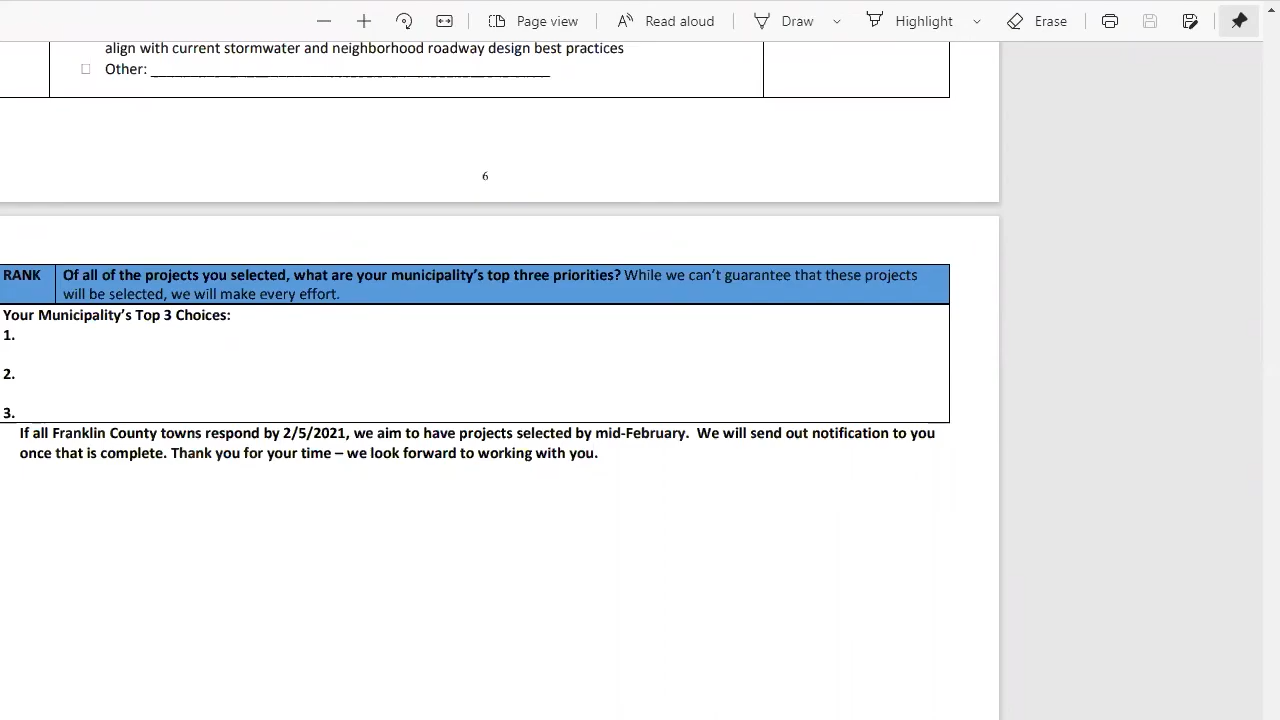 Page view
Read aloud
Draw
Highlight
Erase
align with current stormwater and neighborhood roadway design best practices
Other: ______________________________________________
6
RANK
Of all of the projects you selected, what are your municipality’s top three priorities? While we can’t guarantee that these projects
will be selected, we will make every effort.
Your Municipality’s Top 3 Choices:
1.
2.
3.
If all Franklin County towns respond by 2/5/2021, we aim to have projects selected by mid-February.  We will send out notification to you
once that is complete. Thank you for your time – we look forward to working with you.